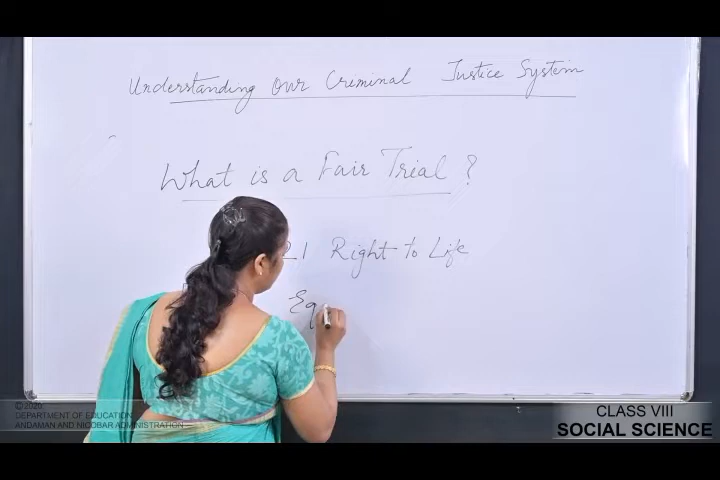 Understanding Our Criminal Justice System
What is a Fair Trial ?
21 Right to Life
Eq
© 2020
DEPARTMENT OF EDUCATION
ANDAMAN AND NICOBAR ADMINISTRATION
CLASS VIII
SOCIAL SCIENCE